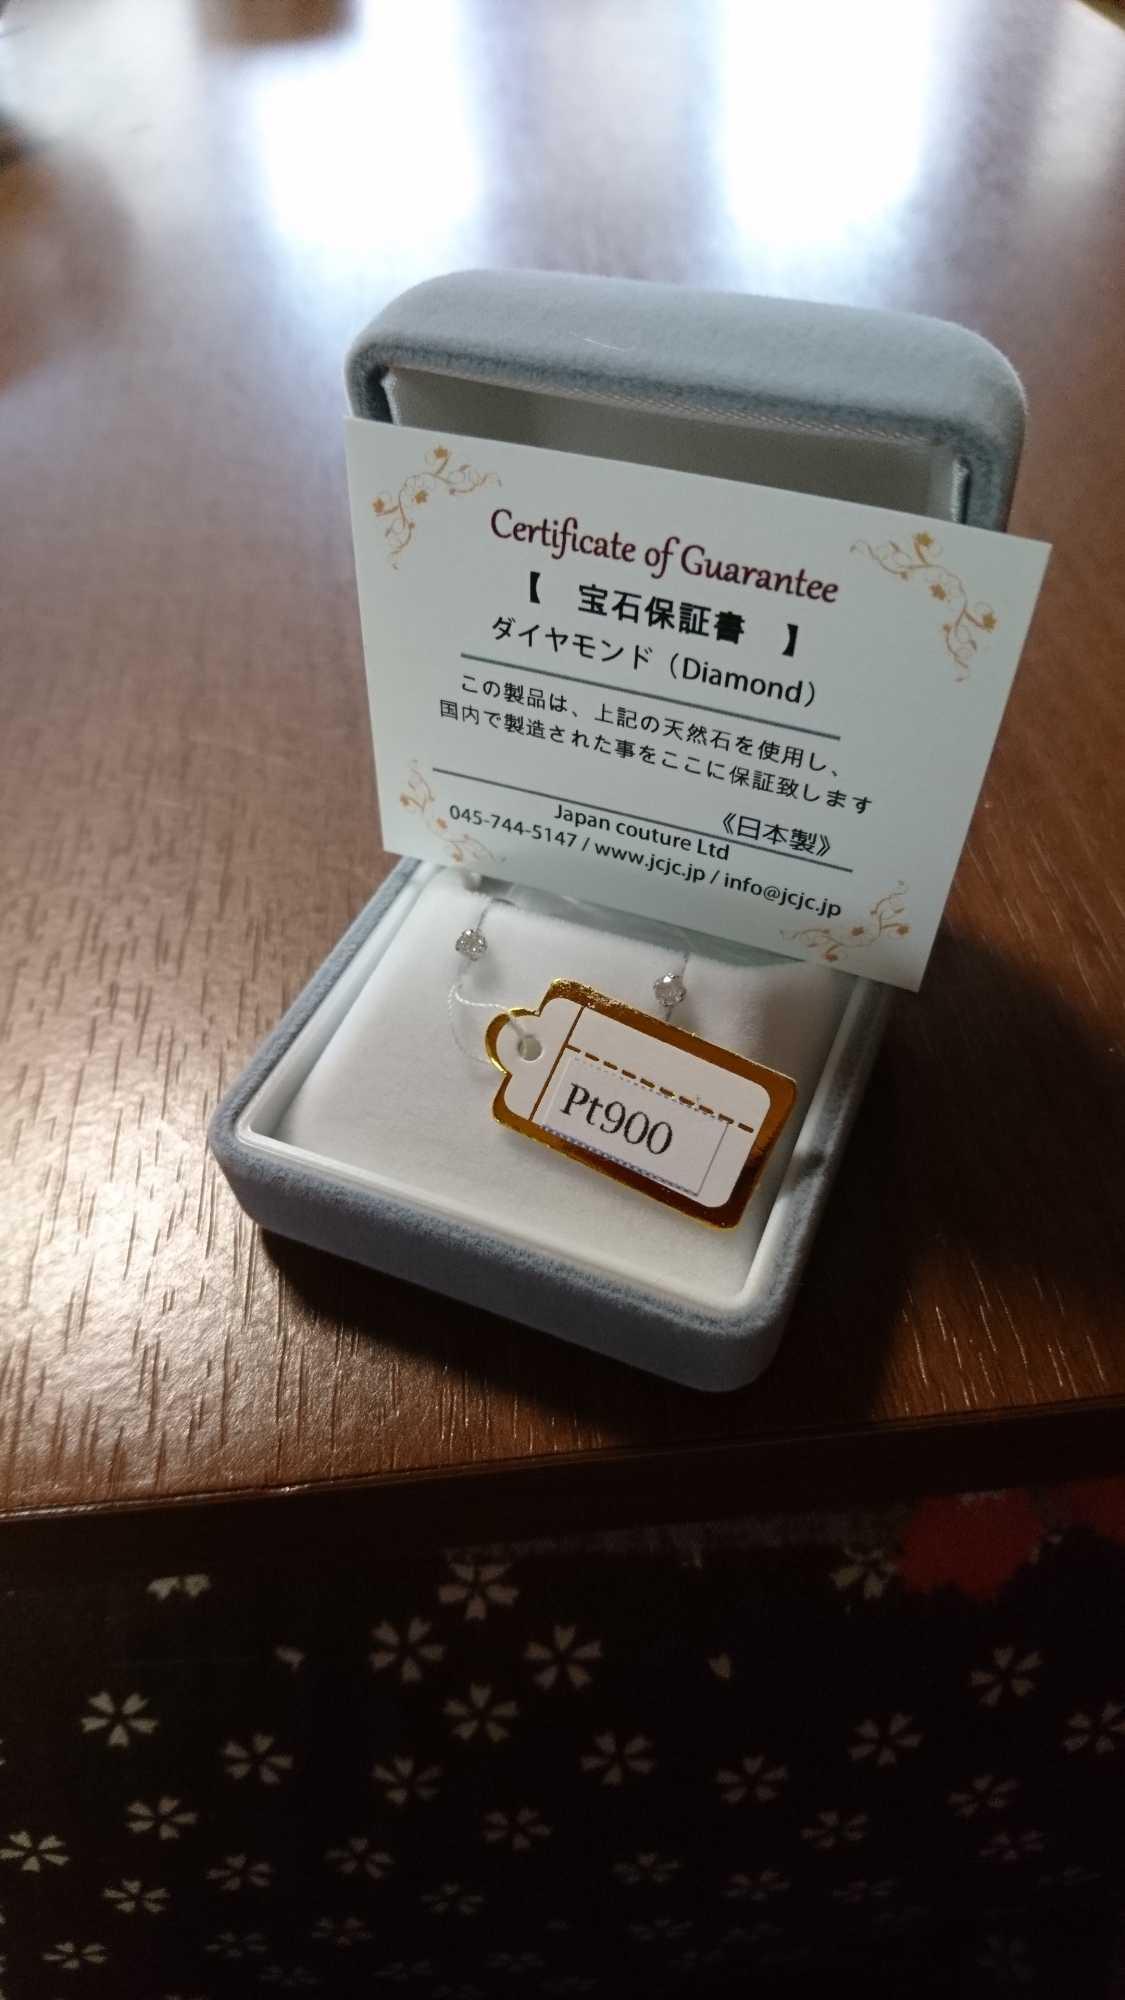 Certificate of Guarantee
【 宝石保証書 】
ダイヤモンド（Diamond）
この製品は、上記の天然石を使用し、
国内で製造された事をここに保証致します
《日本製》
Japan couture Ltd
045-744-5147 / www.jcjc.jp / info@jcjc.jp
Pt900